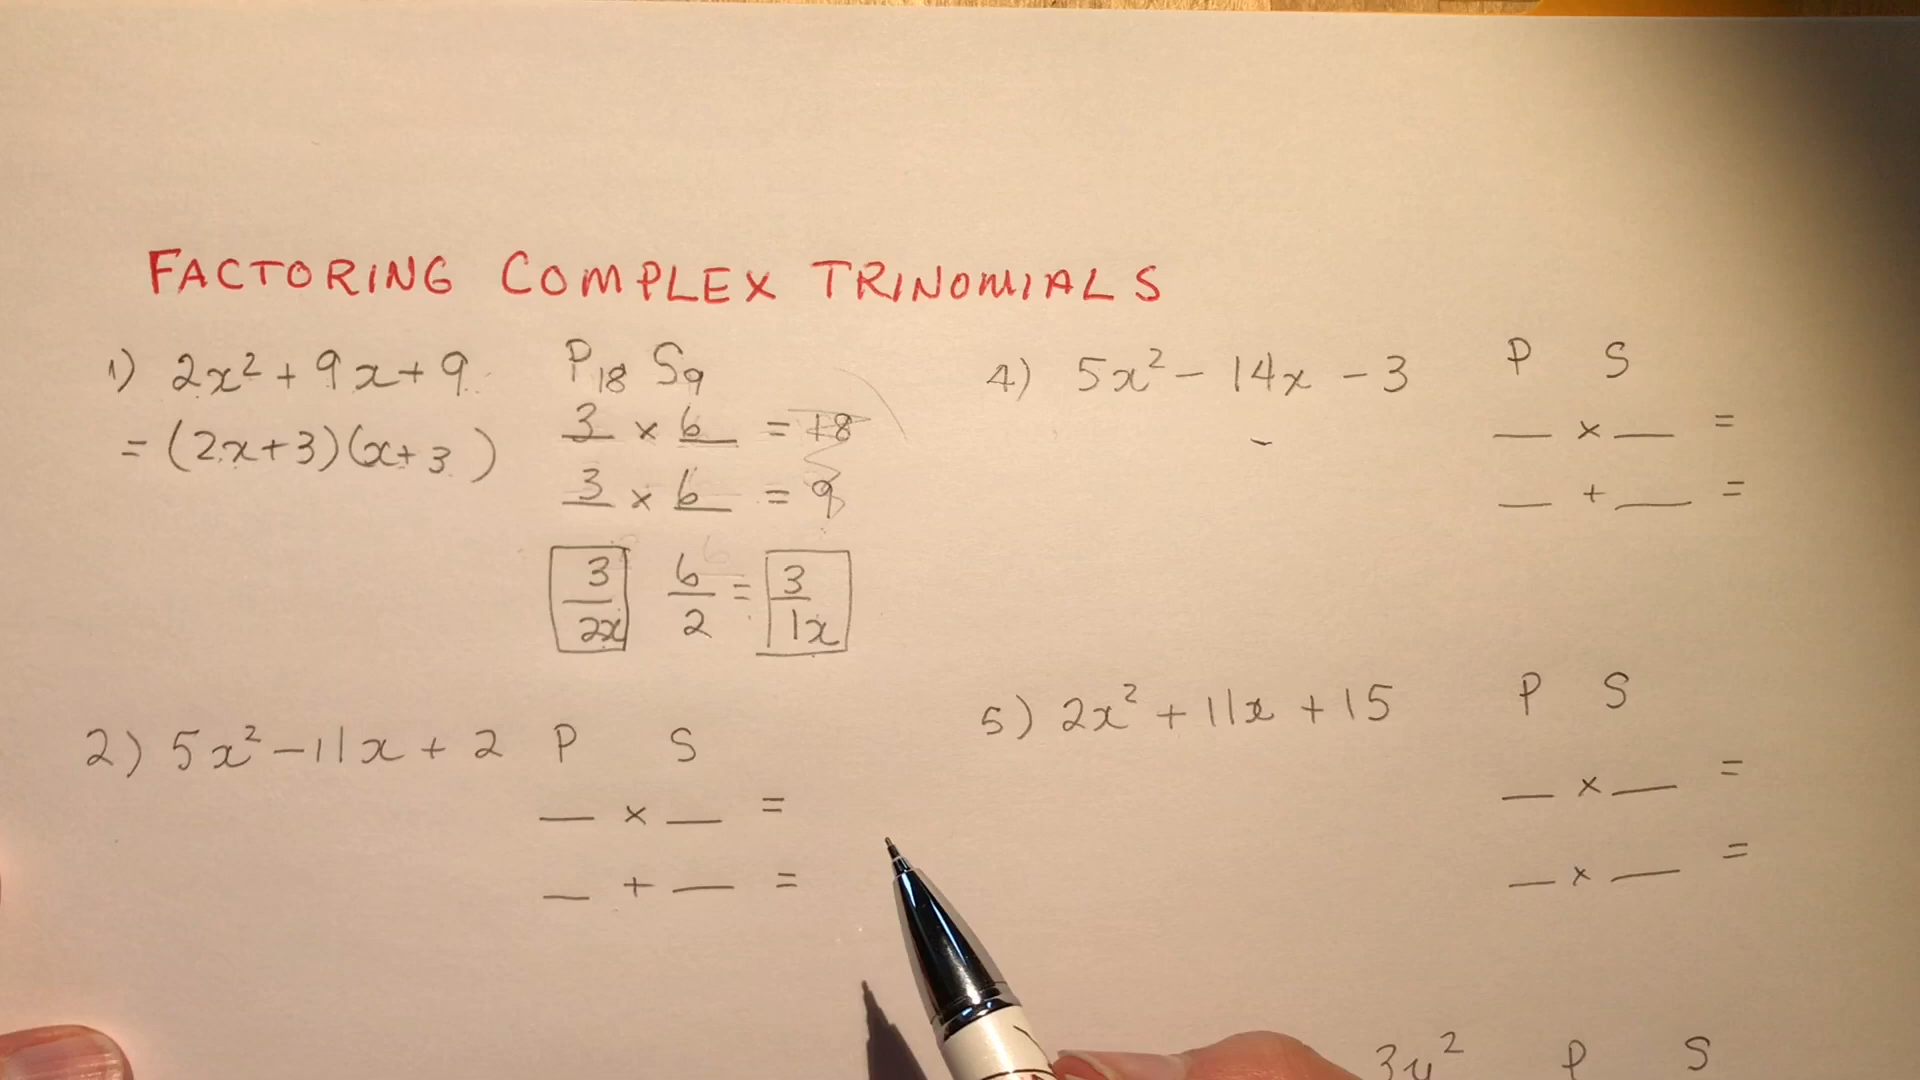 FACTORING COMPLEX TRINOMIALS
1) 2x² + 9x + 9 P18 S9
= (2x+3)(x+3)
3 × 6 = 18
3 × 6 = 9
3/2x 6/2 = 3/1x
2) 5x² - 11x + 2 P S
__ × __ =
__ + __ =
4) 5x² - 14x - 3 P S
__ × __ =
__ + __ =
5) 2x² + 11x + 15 P S
__ × __ =
__ × __ =
P S